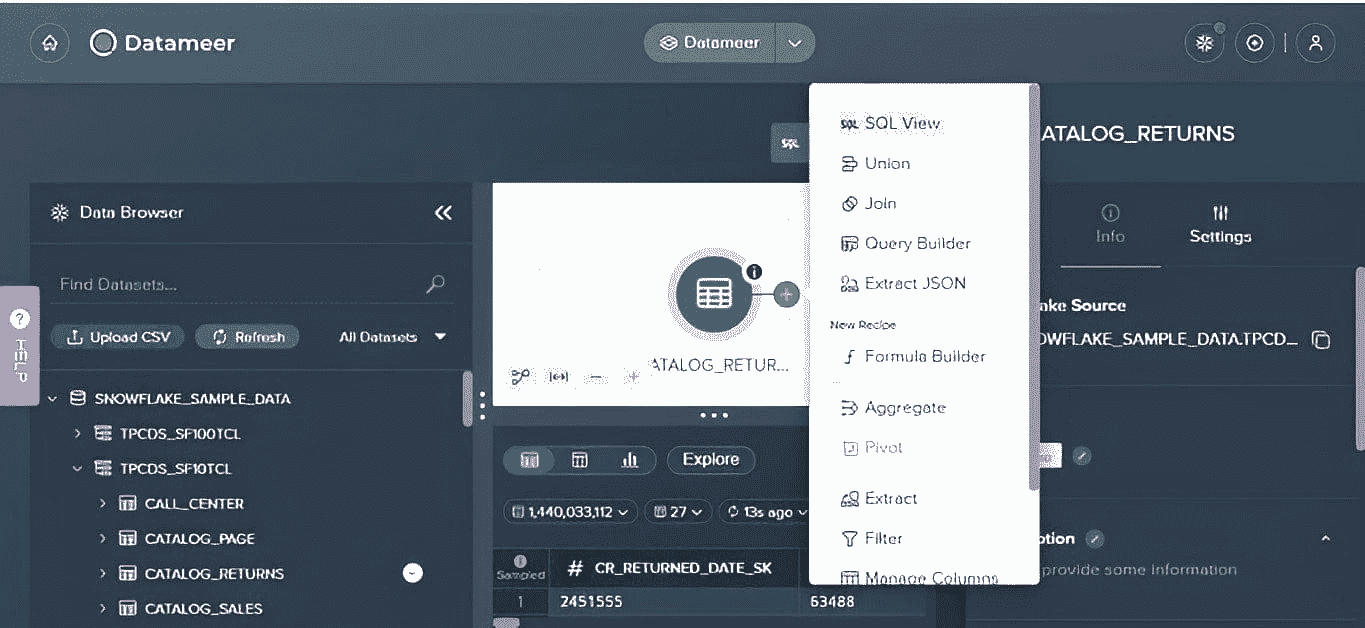 Datameer
Datameer
SQL
ATALOG_RETURNS
SQL SQL View
Union
Join
Query Builder
Extract JSON
New Recipe
Formula Builder
Aggregate
Pivot
Extract
Filter
Manage Columns
Data Browser
Find Datasets...
Upload CSV
Refresh
All Datasets
? HELP
SNOWFLAKE_SAMPLE_DATA
TPCDS_SF100TCL
TPCDS_SF10TCL
CALL_CENTER
CATALOG_PAGE
CATALOG_RETURNS
CATALOG_SALES
ATALOG_RETUR...
Explore
1,440,033,112
27
13s ago
Sampled
# CR_RETURNED_DATE_SK
1 2451555 63488
Info
Settings
ake Source
OWFLAKE_SAMPLE_DATA.TPCD_...
ption
provide some information